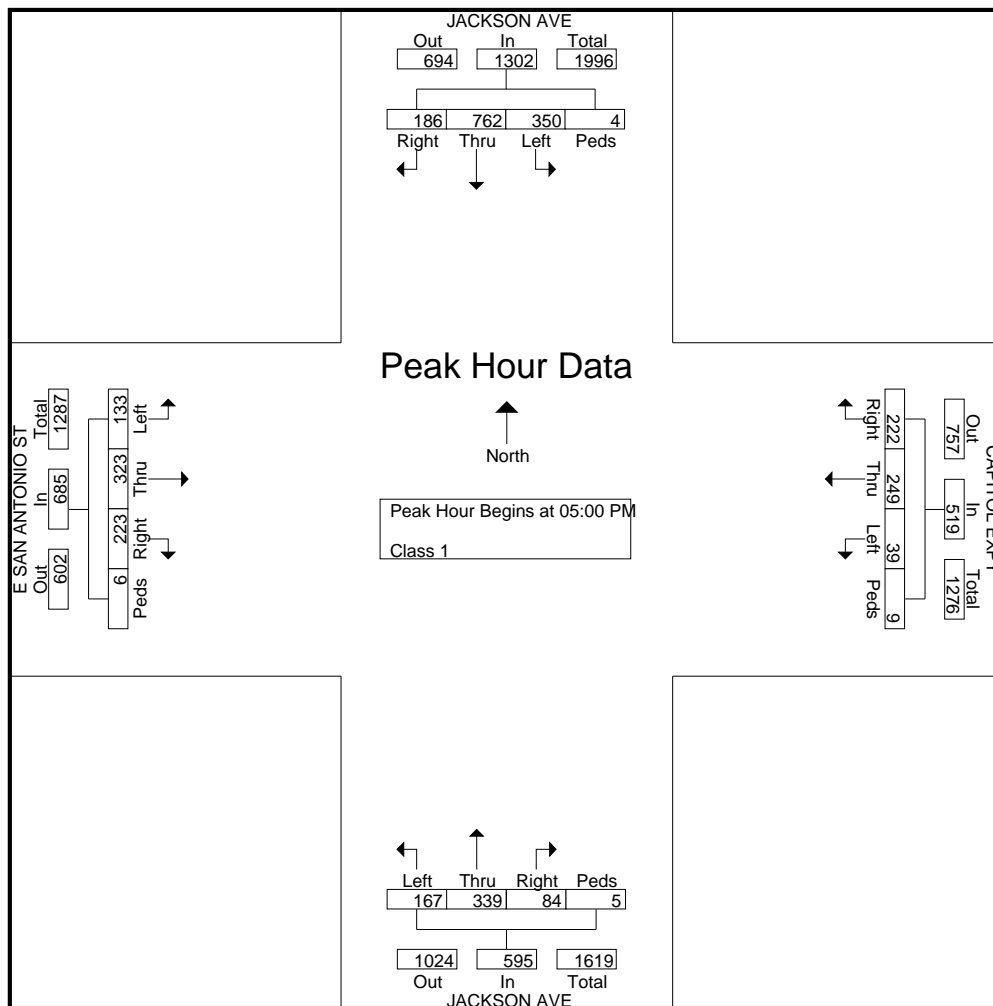 JACKSON AVE
Out In Total
694 1302 1996
186 762 350 4
Right Thru Left Peds
Peak Hour Data
North
Peak Hour Begins at 05:00 PM
Class 1
E SAN ANTONIO ST
Out In Total
602 685 1287
6 223 323 133
Peds Right Thru Left
CAPITOL EXPY
Out In Total
757 519 1276
222 249 39 9
Right Thru Left Peds
Left Thru Right Peds
167 339 84 5
1024 595 1619
Out In Total
JACKSON AVE